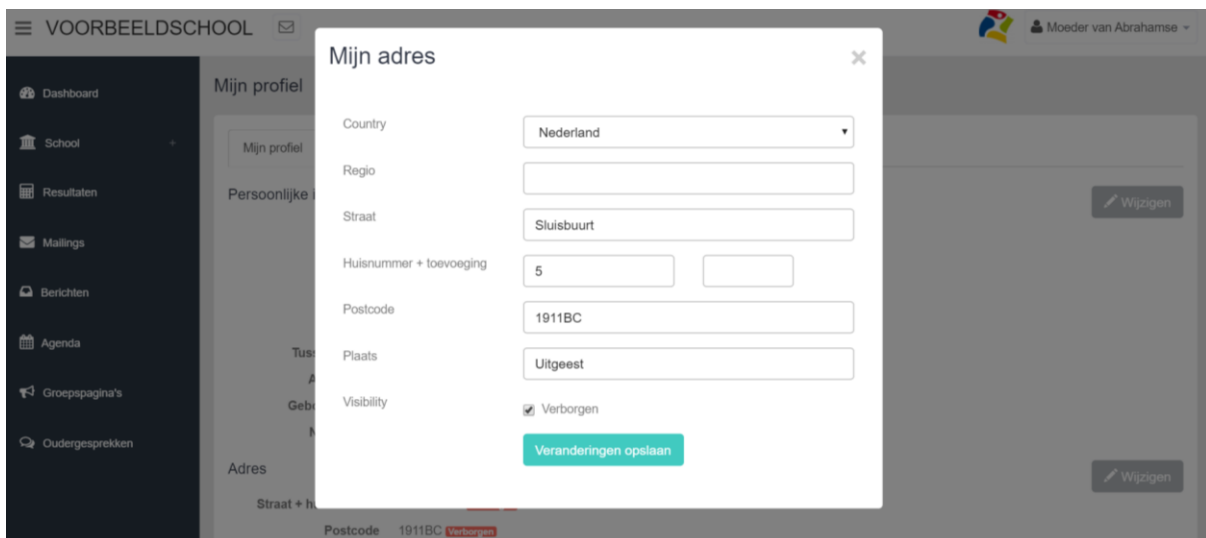 VOORBEELDSCHOOL
Moeder van Abrahamse
Dashboard
School +
Resultaten
Mailings
Berichten
Agenda
Groepspagina's
Oudergesprekken
Mijn profiel
Mijn profiel
Persoonlijke
Wijzigen
Adres
Wijzigen
Straat +
Postcode 1911BC Verborgen
Mijn adres ×
Country Nederland
Regio
Straat Sluisbuurt
Huisnummer + toevoeging 5
Postcode 1911BC
Plaats Uitgeest
Visibility Verborgen
Veranderingen opslaan